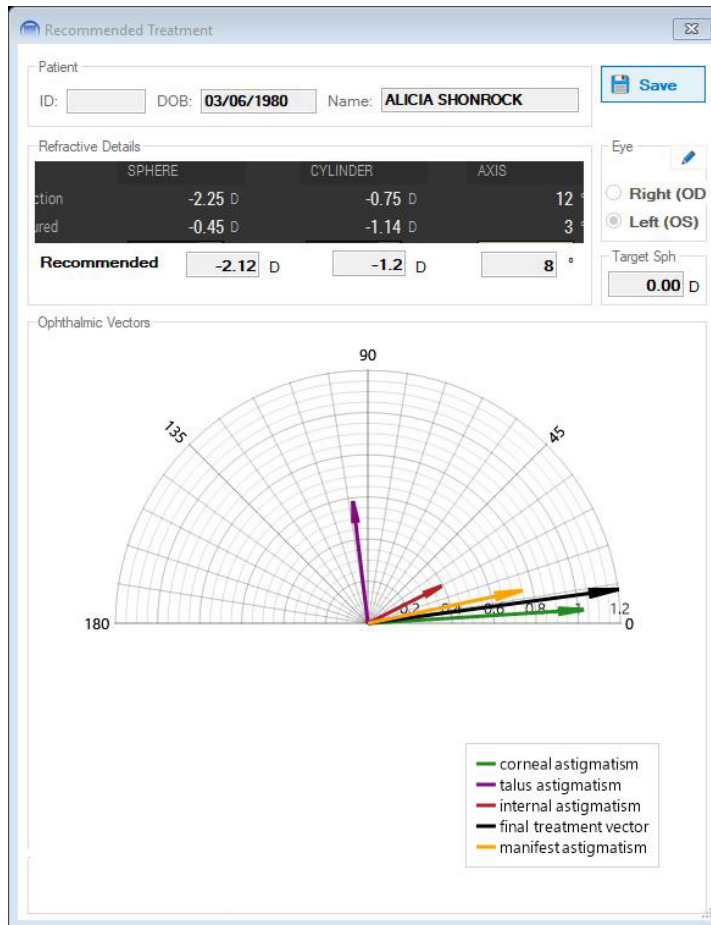 Recommended Treatment
Patient
ID: DOB: 03/06/1980 Name: ALICIA SHONROCK
Save
Refractive Details
Eye
SPHERE CYLINDER AXIS
ction -2.25 D -0.75 D 12 °
ured -0.45 D -1.14 D 3 °
Recommended -2.12 D -1.2 D 8 °
Right (OD
Left (OS)
Target Sph
0.00 D
Ophthalmic Vectors
90
135
45
180
0.2 0.4 0.6 0.8 1 1.2
0
corneal astigmatism
talus astigmatism
internal astigmatism
final treatment vector
manifest astigmatism